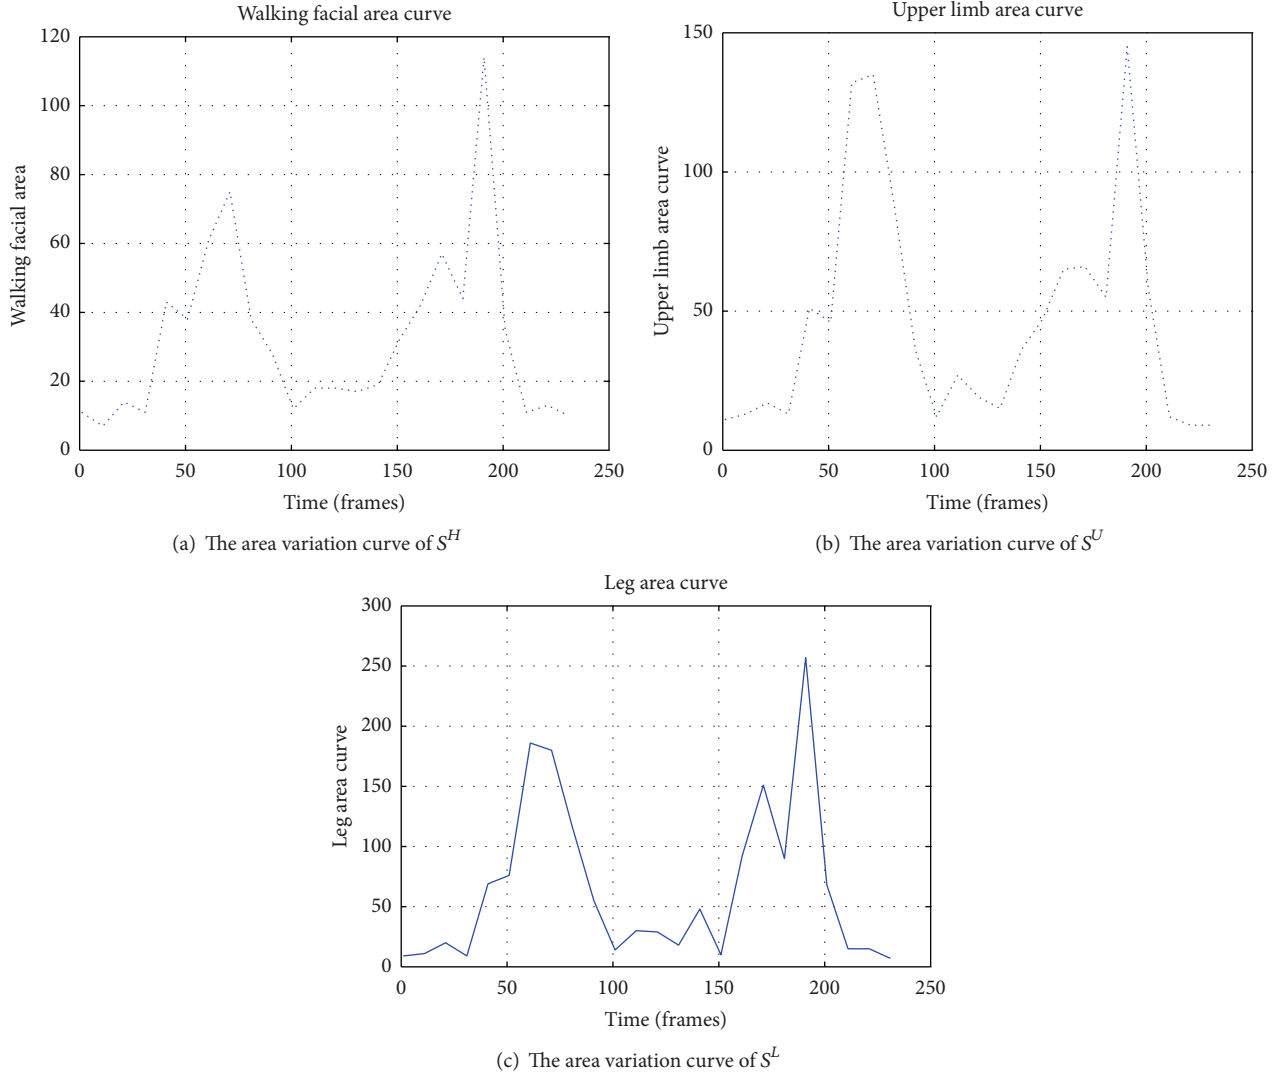 Walking facial area curve
120
100
80
60
40
20
0
Walking facial area
0 50 100 150 200 250
Time (frames)
(a) The area variation curve of S^H
Upper limb area curve
150
100
50
0
Upper limb area curve
0 50 100 150 200 250
Time (frames)
(b) The area variation curve of S^U
Leg area curve
300
250
200
150
100
50
0
Leg area curve
0 50 100 150 200 250
Time (frames)
(c) The area variation curve of S^L